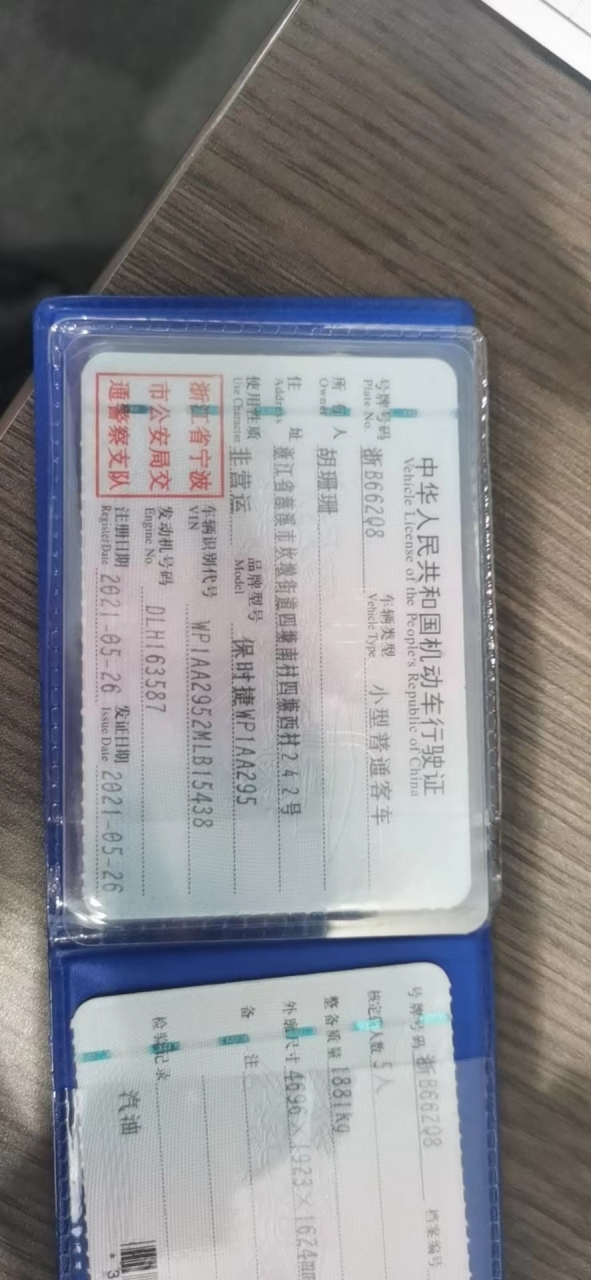 中华人民共和国机动车行驶证
Vehicle License of the People's Republic of China
号牌号码 浙B662Q8 车辆类型 小型普通客车
Plate No. Vehicle Type
所有人 胡珊珊
Owner
住址 浙江省慈溪市坎墩街道四塘南村四塘西村242号
Address
使用性质 非营运 品牌型号 保时捷WP1AA295
Use Character Model
浙江省宁波
市公安局交
通警察支队
车辆识别代号 WP1AA2952MLB15438
VIN
发动机号码 DLH163587
Engine No.
注册日期 2021-05-26 发证日期 2021-05-26
Register Date Issue Date
号牌号码 浙B662Q8 档案编号
核定载人数 5人
整备质量 1881kg
外廓尺寸 4696×1923×1624mm
备注
检验记录
汽油
*3